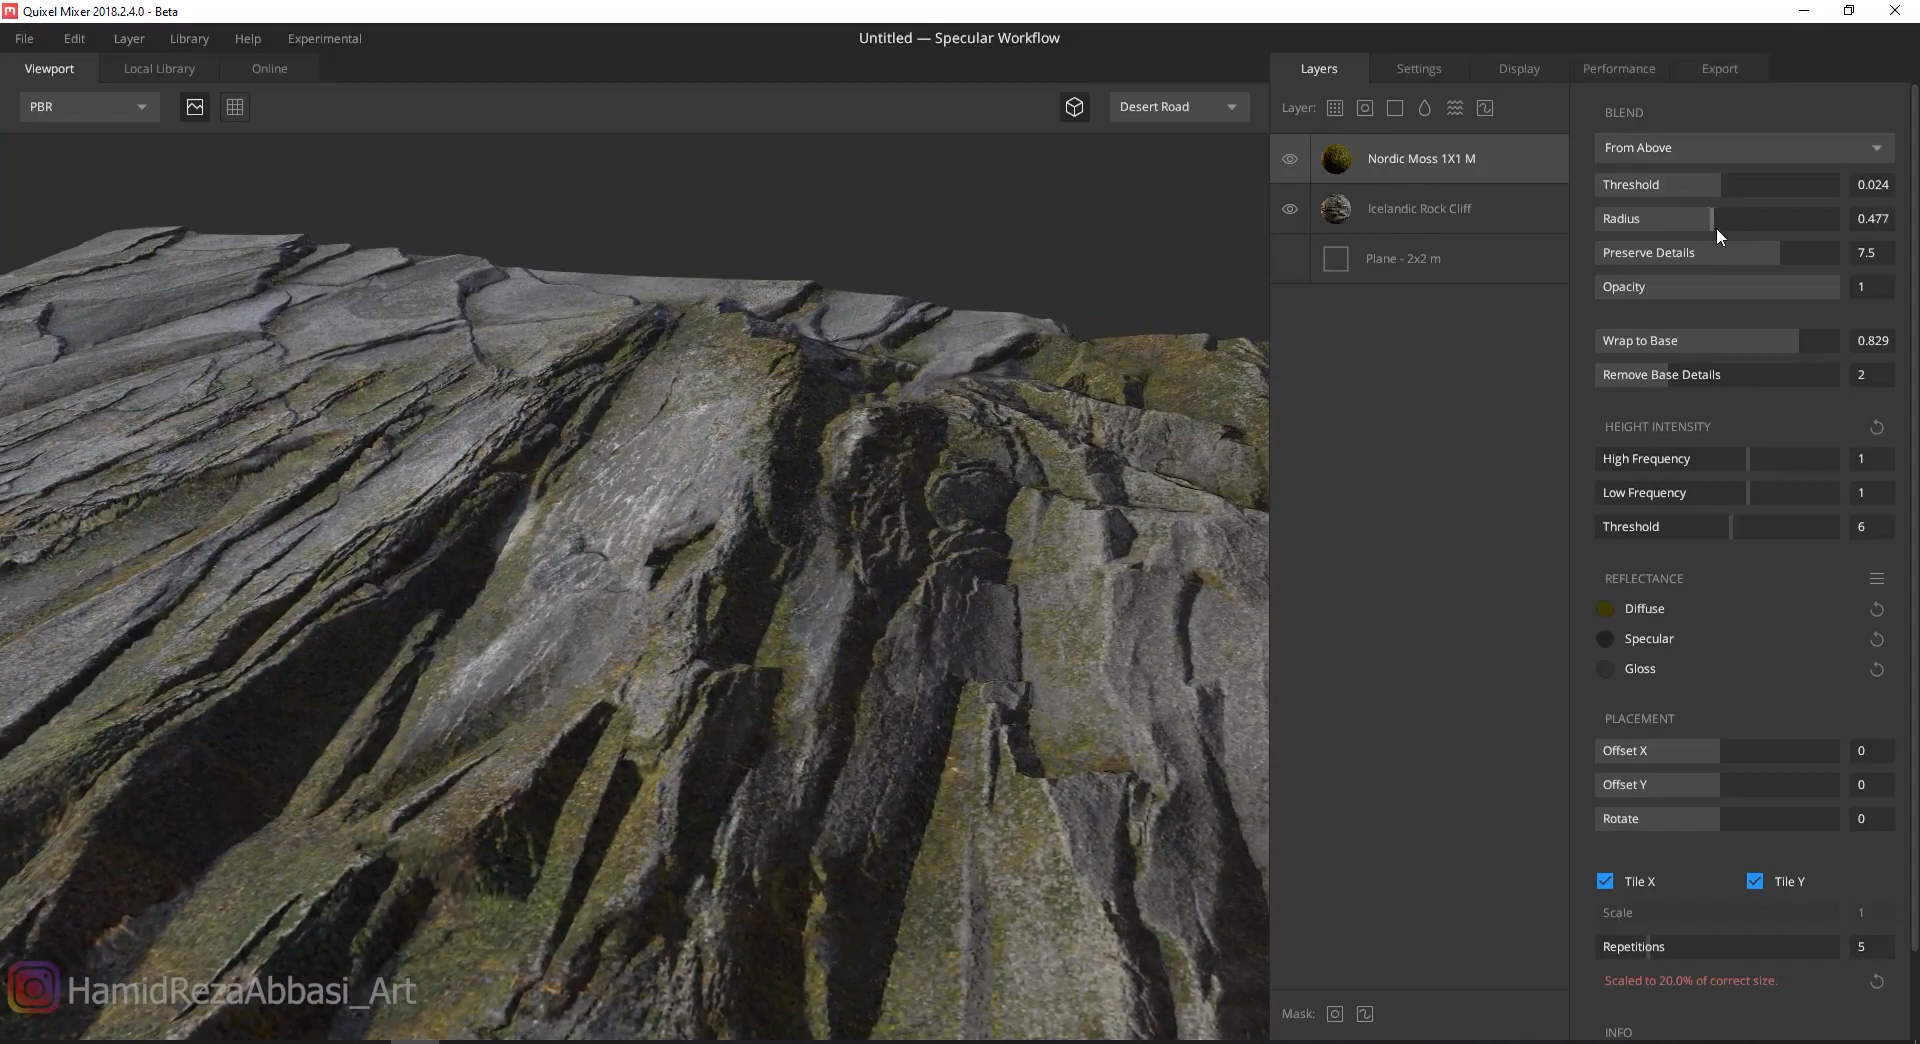 Quixel Mixer 2018.2.4.0 - Beta
File Edit Layer Library Help Experimental
Untitled — Specular Workflow
Viewport Local Library Online
Layers Settings Display Performance Export
PBR
Desert Road
Layer:
Nordic Moss 1X1 M
Icelandic Rock Cliff
Plane - 2x2 m
Mask:
BLEND
From Above
Threshold 0.024
Radius 0.477
Preserve Details 7.5
Opacity 1
Wrap to Base 0.829
Remove Base Details 2
HEIGHT INTENSITY
High Frequency 1
Low Frequency 1
Threshold 6
REFLECTANCE
Diffuse
Specular
Gloss
PLACEMENT
Offset X 0
Offset Y 0
Rotate 0
Tile X Tile Y
Scale 1
Repetitions 5
Scaled to 20.0% of correct size.
INFO
HamidRezaAbbasi_Art